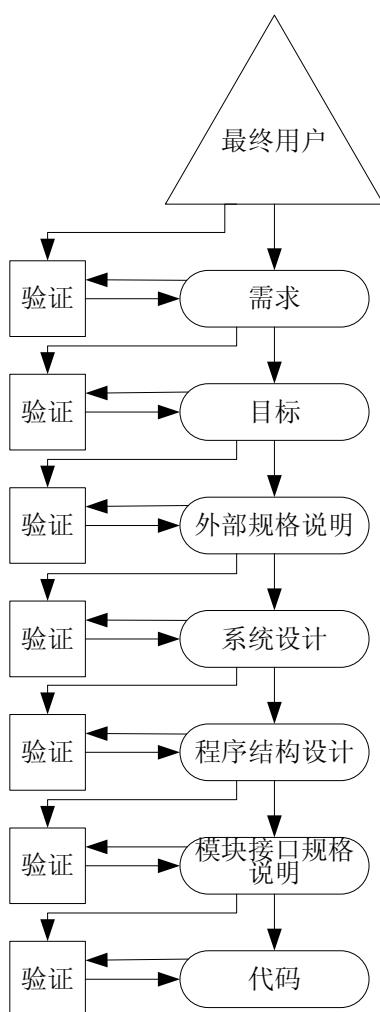 最终用户
验证
需求
验证
目标
验证
外部规格说明
验证
系统设计
验证
程序结构设计
验证
模块接口规格
说明
验证
代码